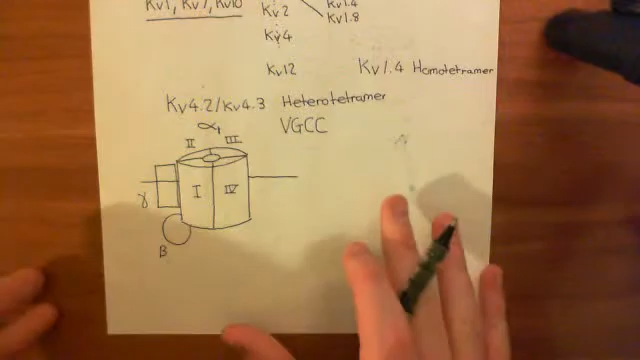 Kv1, Kv7, Kv10
Kv1.4
Kv2
Kv1.8
Kv4
Kv12
Kv1.4 Homotetramer
Kv4.2/Kv4.3 Heterotetramer
α1
VGCC
II III
I IV
γ
β